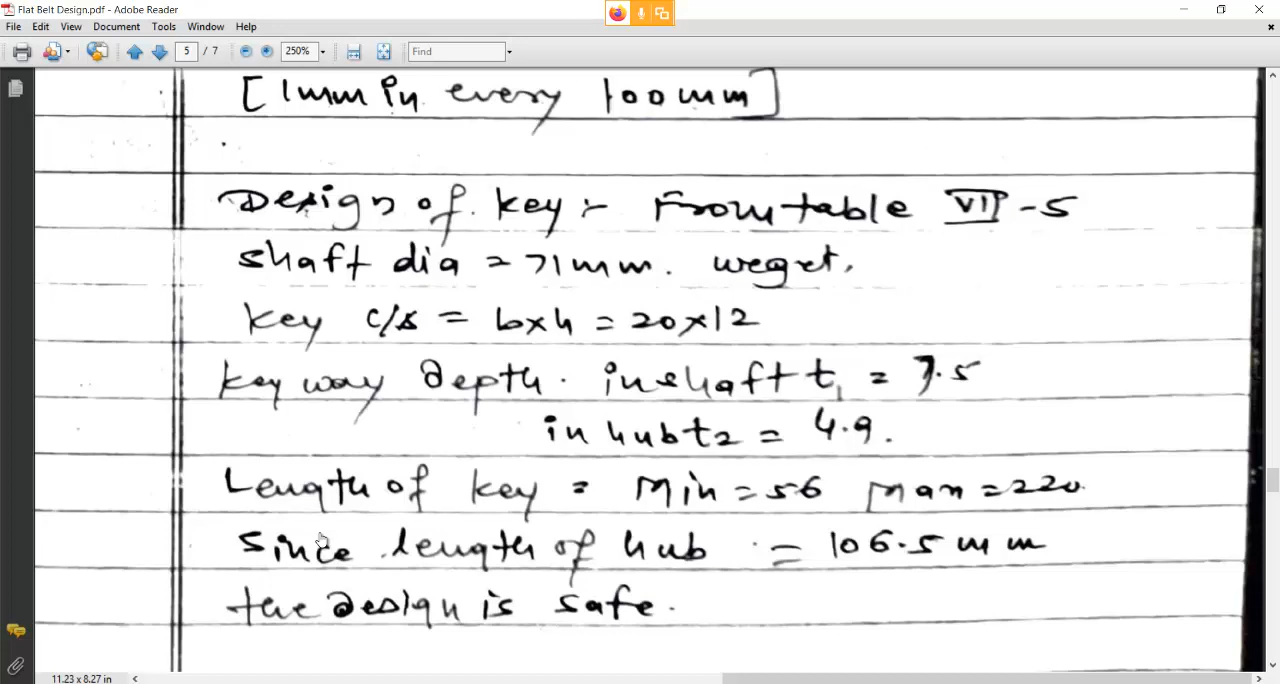 Flat Belt Design.pdf - Adobe Reader
File Edit View Document Tools Window Help
5 / 7 250% Find
[1mm in every 100mm]
Design of key :- From table VII-5
shaft dia = 71mm. we get,
key c/s = b×h = 20×12
key way depth. in shaft t1 = 7.5
in hub t2 = 4.9.
Length of key = Min = 56 Max = 220.
Since length of hub = 106.5 mm
the design is safe.
11.23 x 8.27 in